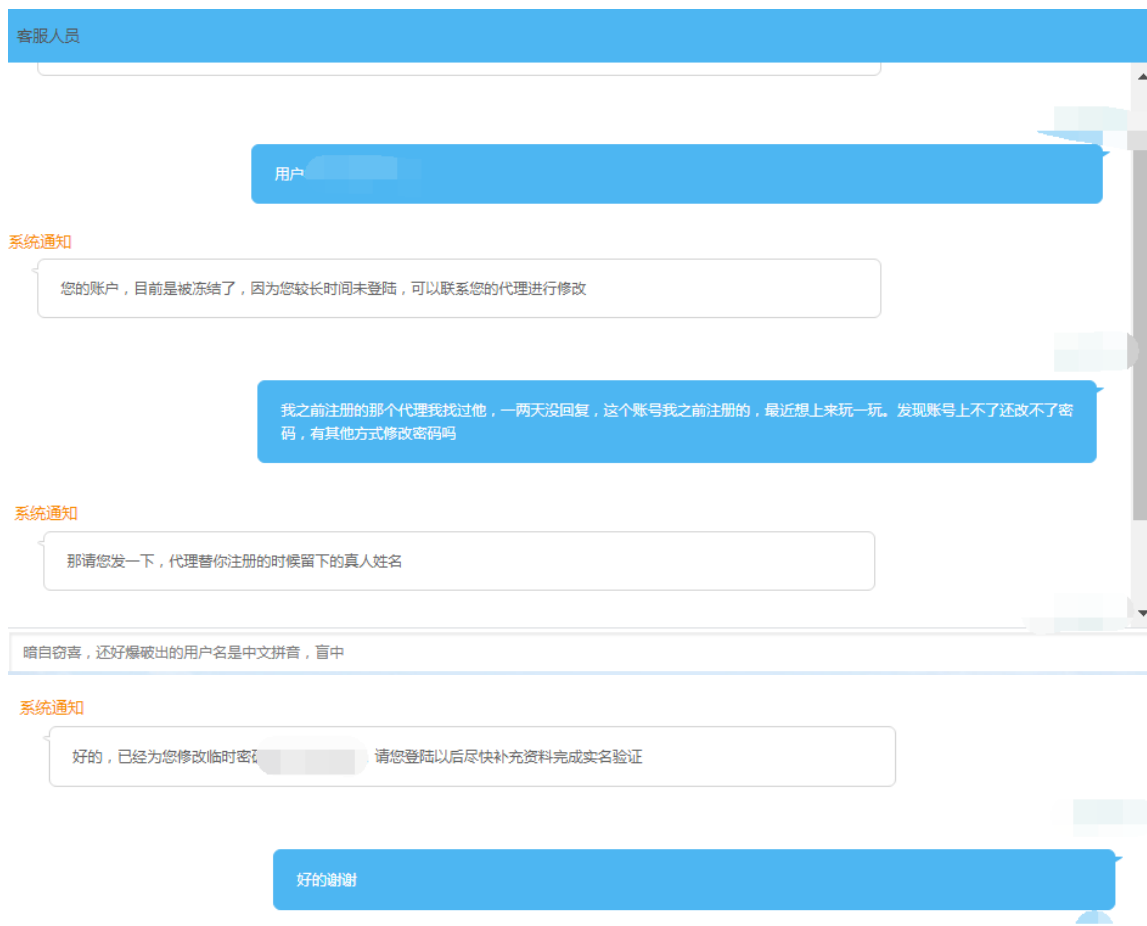 客服人员
用户
系统通知
您的账户，目前是被冻结了，因为您较长时间未登陆，可以联系您的代理进行修改
我之前注册的那个代理我找过他，一两天没回复，这个账号我之前注册的，最近想上来玩一玩。发现账号上不了还改不了密
码，有其他方式修改密码吗
系统通知
那请您发一下，代理替你注册的时候留下的真人姓名
暗自窃喜，还好爆破出的用户名是中文拼音，盲中
系统通知
好的，已经为您修改临时密 请您登陆以后尽快补充资料完成实名验证
好的谢谢